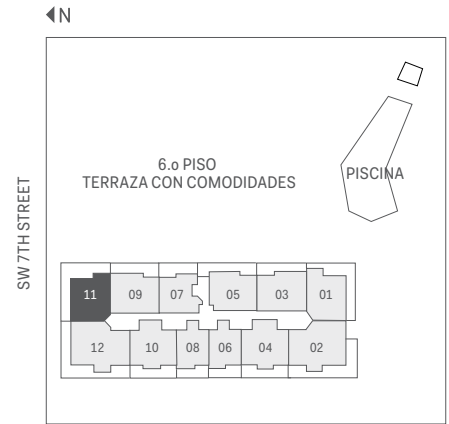 N
6.o PISO
TERRAZA CON COMODIDADES
PISCINA
SW 7TH STREET
11
09
07
05
03
01
12
10
08
06
04
02